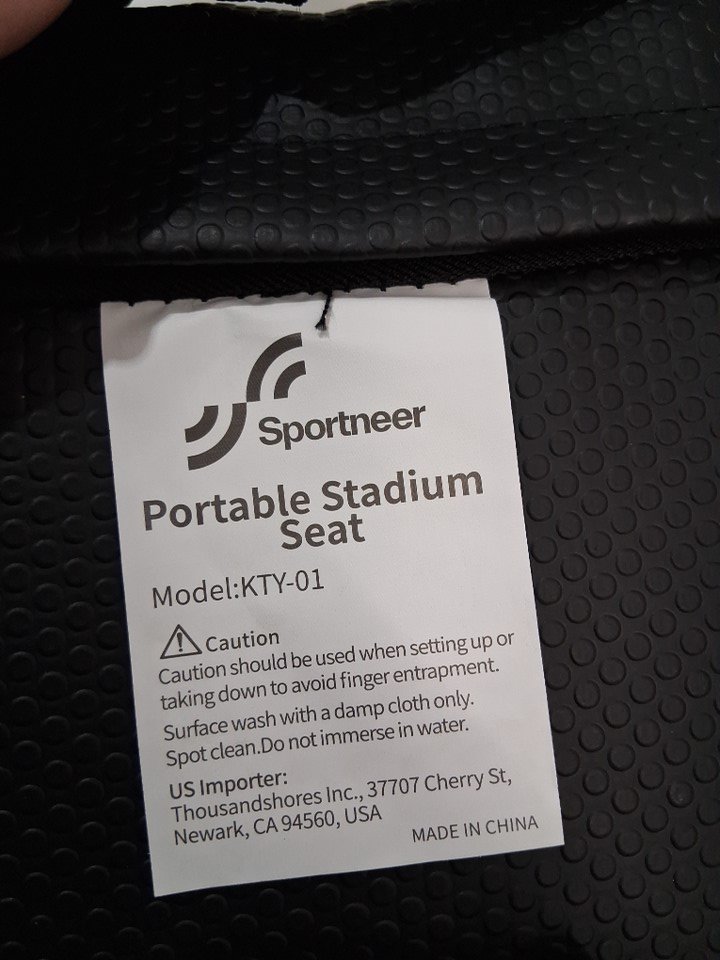 Sportneer
Portable Stadium
Seat
Model:KTY-01
Caution
Caution should be used when setting up or
taking down to avoid finger entrapment.
Surface wash with a damp cloth only.
Spot clean.Do not immerse in water.
US Importer:
Thousandshores Inc., 37707 Cherry St,
Newark, CA 94560, USA
MADE IN CHINA